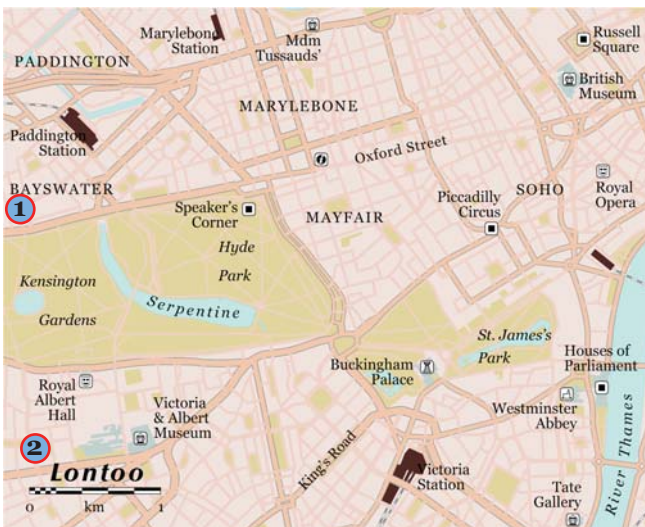 Marylebone
Station
Mdm
Tussauds'
Russell
Square
PADDINGTON
British
Museum
MARYLEBONE
Paddington
Station
Oxford Street
BAYSWATER
1
Speaker's
Corner
MAYFAIR
Piccadilly
Circus
SOHO
Royal
Opera
Hyde
Park
Kensington
Gardens
Serpentine
St. James's
Park
Buckingham
Palace
Houses of
Parliament
Royal
Albert
Hall
Victoria
& Albert
Museum
Westminster
Abbey
2
King's Road
Lontoo
0 km 1
Victoria
Station
Tate
Gallery
River Thames